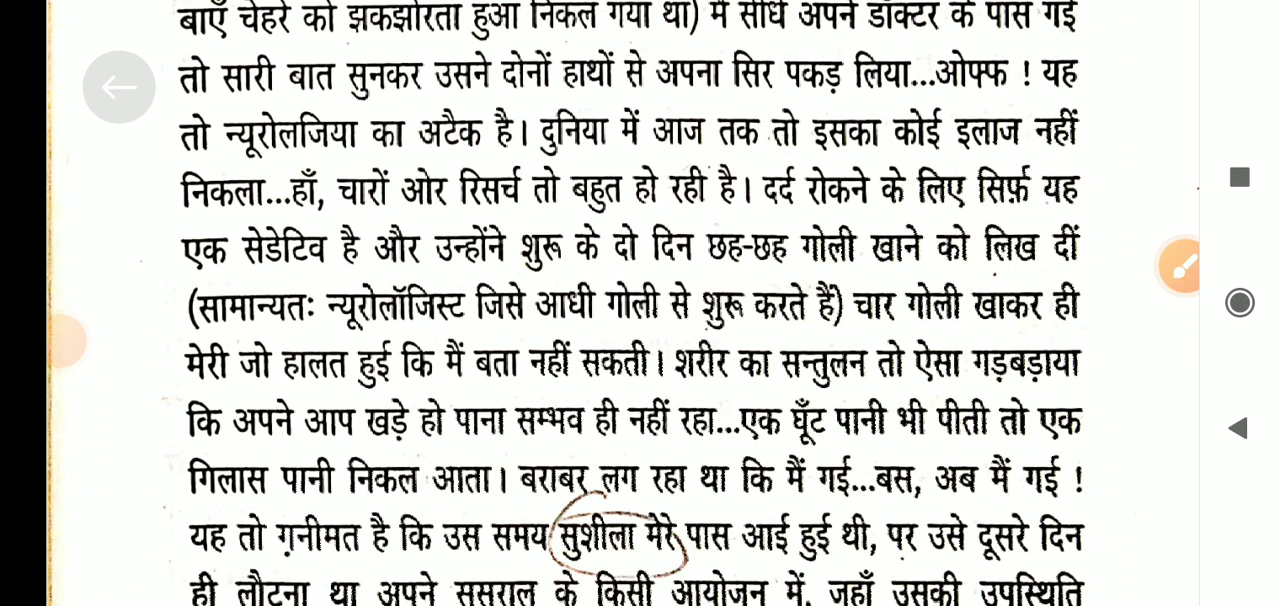 बाएँ चेहरे को झकझोरता हुआ निकल गया था) मैं सीधे अपने डॉक्टर के पास गई
तो सारी बात सुनकर उसने दोनों हाथों से अपना सिर पकड़ लिया...ओफ्फ ! यह
तो न्यूरोलजिया का अटैक है। दुनिया में आज तक तो इसका कोई इलाज नहीं
निकला...हाँ, चारों ओर रिसर्च तो बहुत हो रही है। दर्द रोकने के लिए सिर्फ़ यह
एक सेडेटिव है और उन्होंने शुरू के दो दिन छह-छह गोली खाने को लिख दीं
(सामान्यतः न्यूरोलॉजिस्ट जिसे आधी गोली से शुरू करते हैं) चार गोली खाकर ही
मेरी जो हालत हुई कि मैं बता नहीं सकती। शरीर का सन्तुलन तो ऐसा गड़बड़ाया
कि अपने आप खड़े हो पाना सम्भव ही नहीं रहा...एक घूँट पानी भी पीती तो एक
गिलास पानी निकल आता। बराबर लग रहा था कि मैं गई...बस, अब मैं गई !
यह तो ग़नीमत है कि उस समय सुशीला मेरे पास आई हुई थी, पर उसे दूसरे दिन
ही लौटना था अपने ससुराल के किसी आयोजन में, जहाँ उसकी उपस्थिति